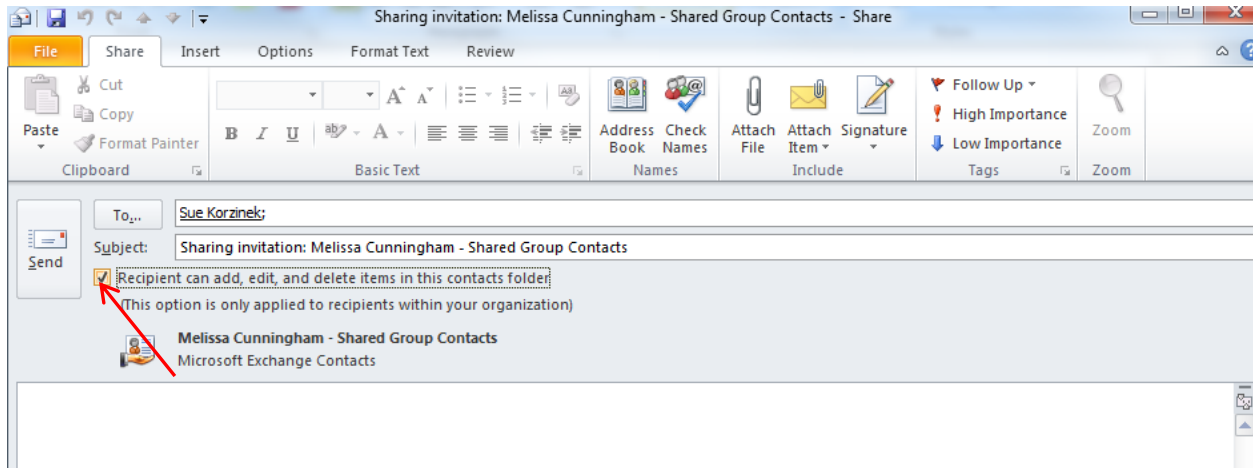 Sharing invitation: Melissa Cunningham - Shared Group Contacts - Share
File Share Insert Options Format Text Review
Paste
Cut
Copy
Format Painter
Clipboard
A A
B I U ab A
Basic Text
Address Book
Check Names
Names
Attach File
Attach Item
Signature
Include
Follow Up
High Importance
Low Importance
Tags
Zoom
Zoom
Send
To...
Sue Korzinek;
Subject:
Sharing invitation: Melissa Cunningham - Shared Group Contacts
Recipient can add, edit, and delete items in this contacts folder
(This option is only applied to recipients within your organization)
Melissa Cunningham - Shared Group Contacts
Microsoft Exchange Contacts